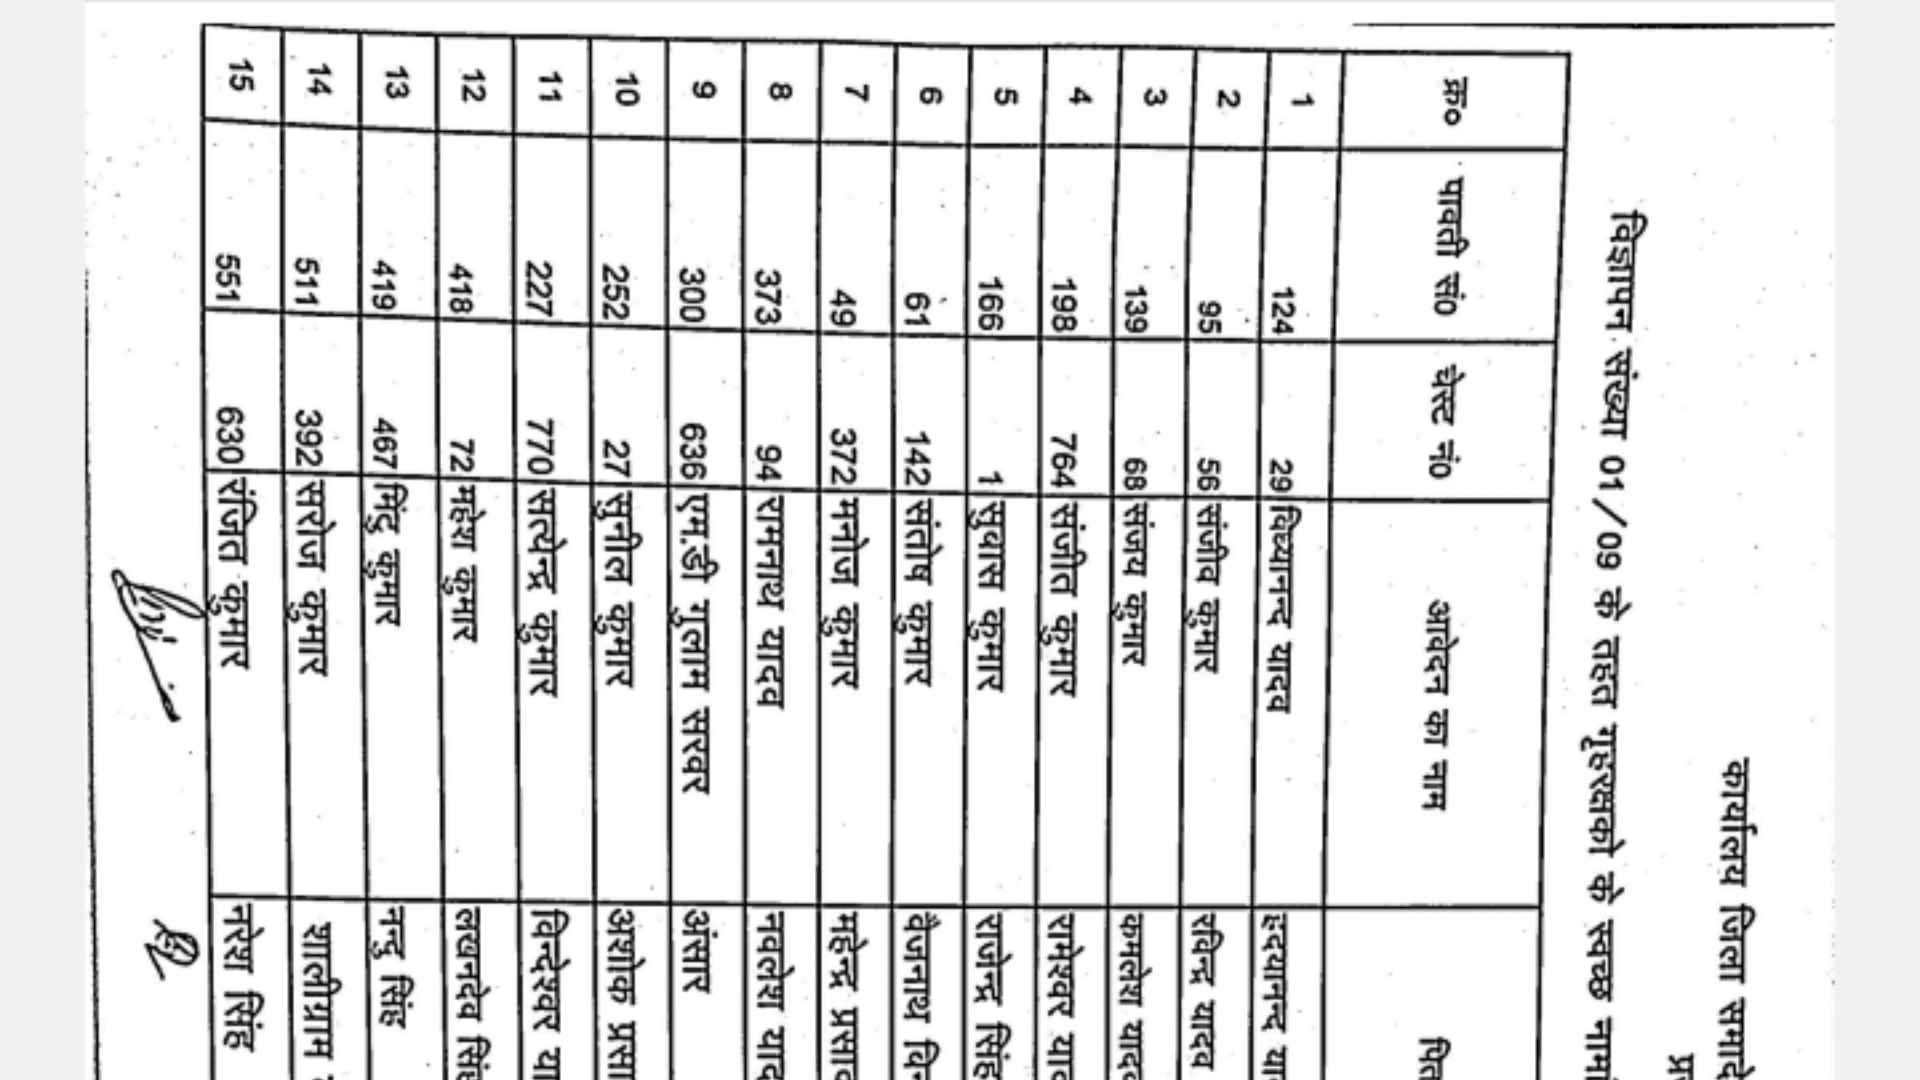 कार्यालय जिला समादे
प्र
विज्ञापन संख्या 01/09 के तहत गृहरक्षको के स्वच्छ नामां
क्र० पावती सं0 चेस्ट नं0 आवेदन का नाम पित
1 124 29 विध्यानन्द यादव हृदयानन्द या
2 95 56 संजीव कुमार रविन्द्र यादव
3 139 68 संजय कुमार कमलेश यादव
4 198 764 संजीत कुमार रामेश्वर याद
5 166 1 सुवास कुमार राजेन्द्र सिंह
6 61 142 संतोष कुमार वैजनाथ विन
7 49 372 मनोज कुमार महेन्द्र प्रसाद
8 373 94 रामनाथ यादव नवलेश याद
9 300 636 एम.डी गुलाम सरवर अंसार
10 252 27 सुनील कुमार अशोक प्रसा
11 227 770 सत्येन्द्र कुमार विन्देश्वर या
12 418 72 महेश कुमार लखनदेव सिंह
13 419 467 मिंटु कुमार नन्दु सिंह
14 511 392 सरोज कुमार शालीग्राम
15 551 630 रंजित कुमार नरेश सिंह